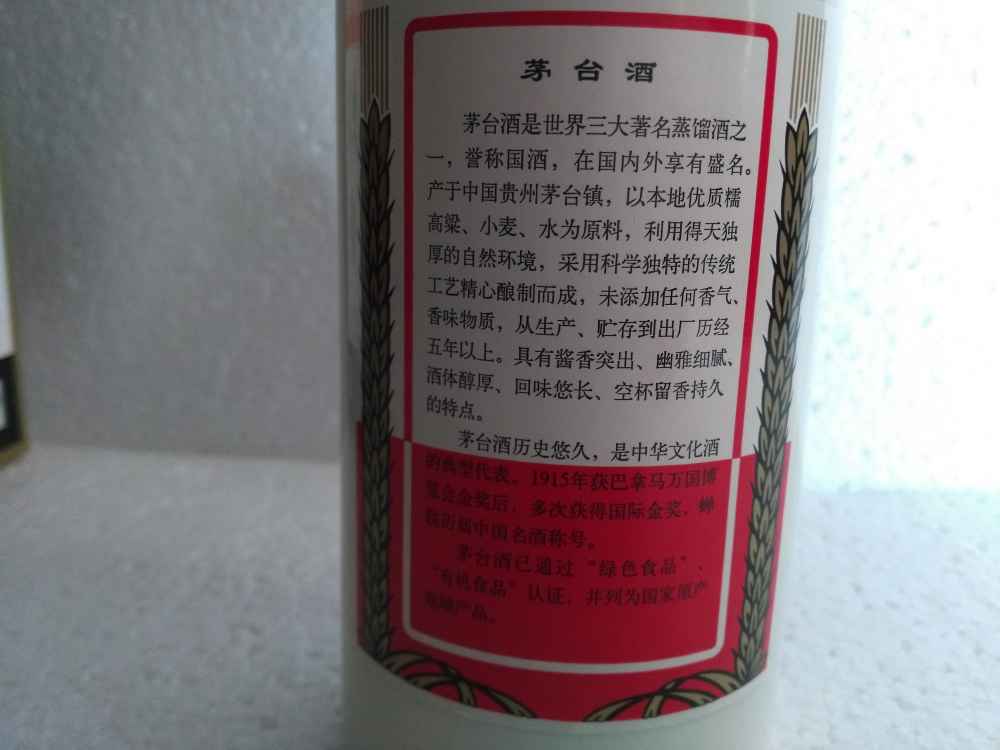 茅台酒
茅台酒是世界三大著名蒸馏酒之
一，誉称国酒，在国内外享有盛名。
产于中国贵州茅台镇，以本地优质糯
高粱、小麦、水为原料，利用得天独
厚的自然环境，采用科学独特的传统
工艺精心酿制而成，未添加任何香气、
香味物质，从生产、贮存到出厂历经
五年以上。具有酱香突出、幽雅细腻、
酒体醇厚、回味悠长、空杯留香持久
的特点。
茅台酒历史悠久，是中华文化酒
的典型代表。1915年获巴拿马万国博
览会金奖后，多次获得国际金奖，蝉
联历届中国名酒称号。
茅台酒已通过“绿色食品”、
“有机食品”认证，并列为国家原产
地域产品。